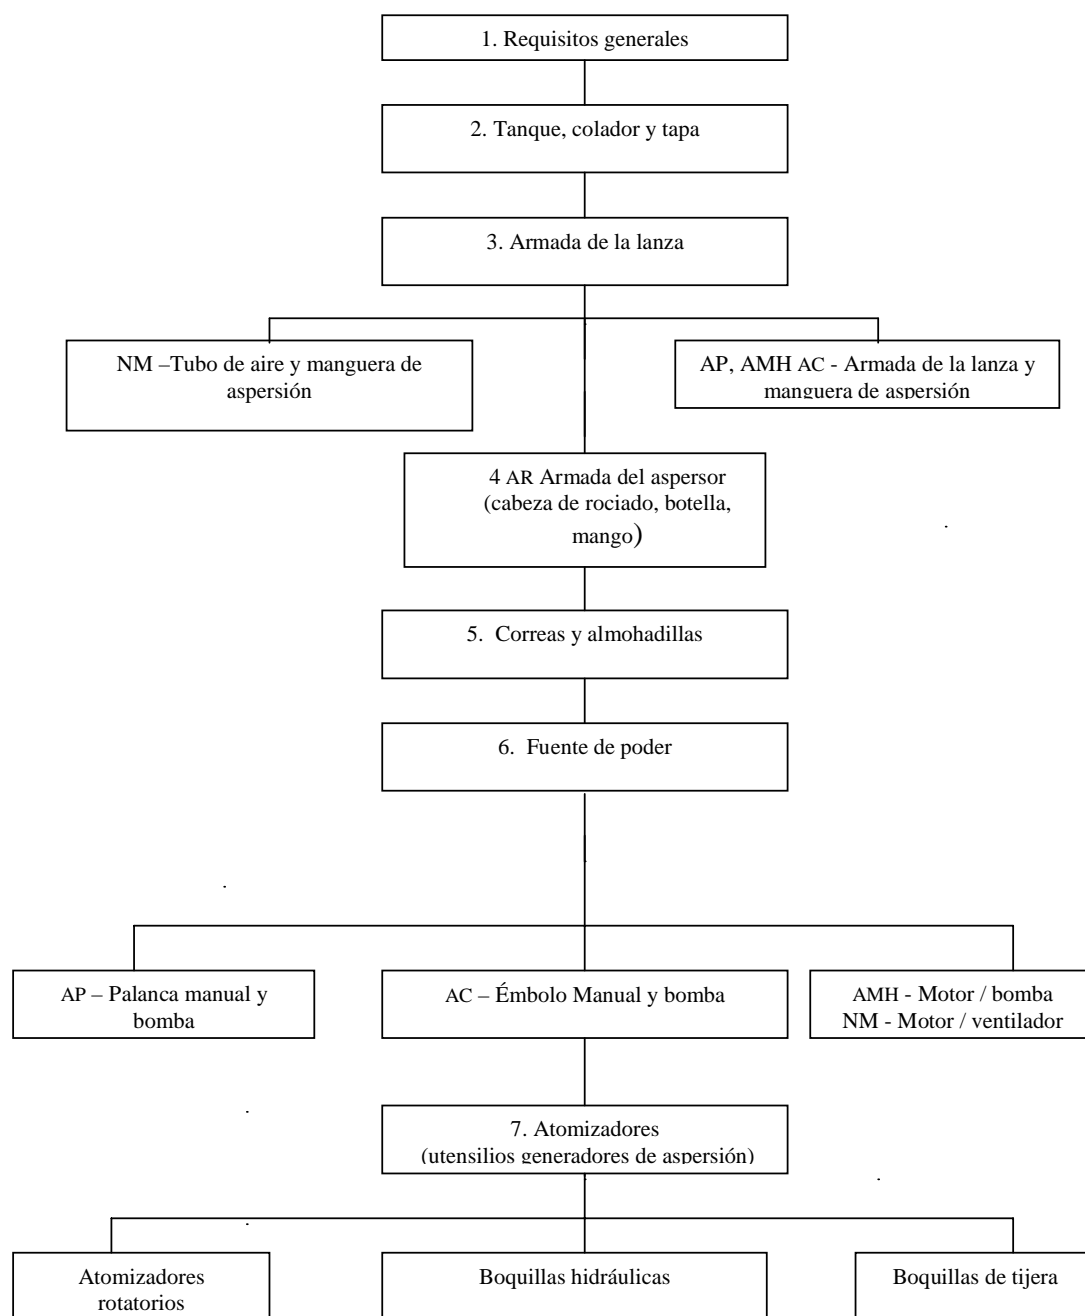 1. Requisitos generales
2. Tanque, colador y tapa
3. Armada de la lanza
NM –Tubo de aire y manguera de
aspersión
AP, AMH AC - Armada de la lanza y
manguera de aspersión
4 AR Armada del aspersor
(cabeza de rociado, botella,
mango)
5. Correas y almohadillas
6. Fuente de poder
AP – Palanca manual y
bomba
AC – Émbolo Manual y bomba
AMH - Motor / bomba
NM - Motor / ventilador
7. Atomizadores
(utensilios generadores de aspersión)
Atomizadores
rotatorios
Boquillas hidráulicas
Boquillas de tijera